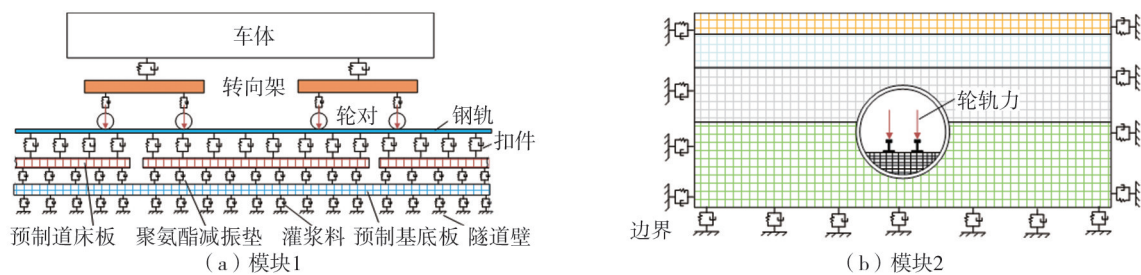 车体
转向架
轮对
钢轨
扣件
预制道床板
聚氨酯减振垫
灌浆料
预制基底板
隧道壁
(a)模块1
轮轨力
边界
(b)模块2